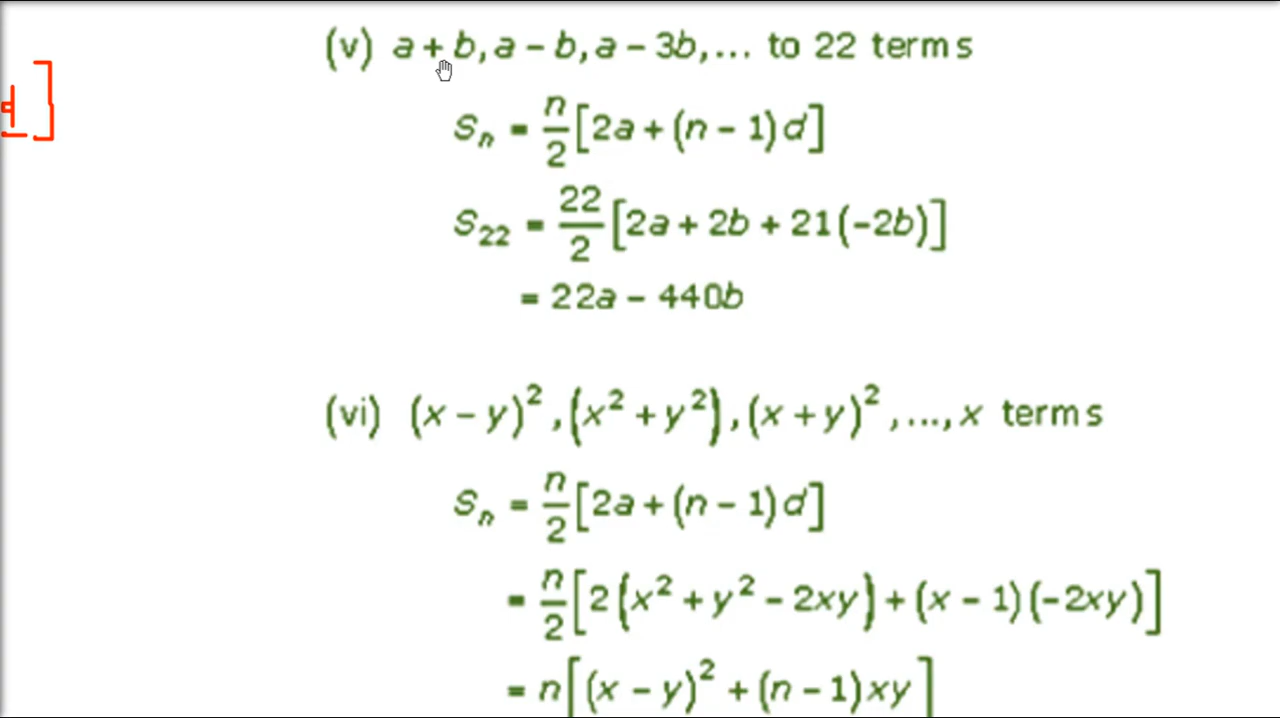 (v) a + b, a − b, a − 3b, ... to 22 terms
d ]
Sₙ = n/2 [2a + (n − 1) d]
S₂₂ = 22/2 [2a + 2b + 21(−2b)]
= 22a − 440b
(vi) (x − y)², (x² + y²), (x + y)², ..., x terms
Sₙ = n/2 [2a + (n − 1) d]
= n/2 [2(x² + y² − 2xy) + (x − 1)(−2xy)]
= n[(x − y)² + (n − 1)xy]